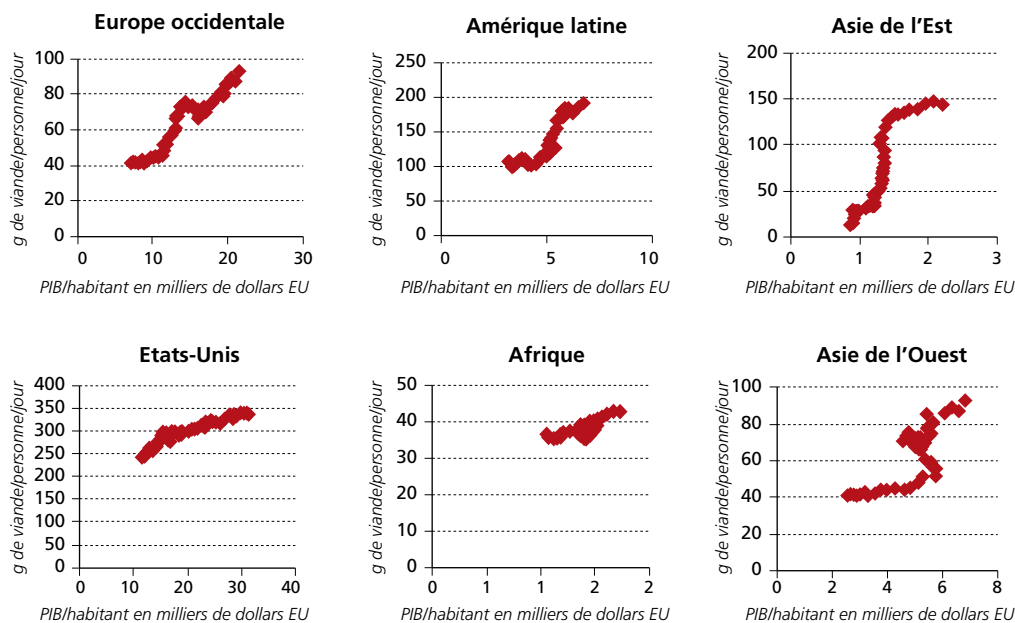 Europe occidentale
g de viande/personne/jour
100
80
60
40
20
0
0 10 20 30
PIB/habitant en milliers de dollars EU
Amérique latine
g de viande/personne/jour
250
200
150
100
50
0
0 5 10
PIB/habitant en milliers de dollars EU
Asie de l'Est
g de viande/personne/jour
200
150
100
50
0
0 1 2 3
PIB/habitant en milliers de dollars EU
Etats-Unis
g de viande/personne/jour
400
350
300
250
200
150
100
50
0
0 10 20 30 40
PIB/habitant en milliers de dollars EU
Afrique
g de viande/personne/jour
50
40
30
20
10
0
0 1 1 2 2
PIB/habitant en milliers de dollars EU
Asie de l'Ouest
g de viande/personne/jour
100
80
60
40
20
0
0 2 4 6 8
PIB/habitant en milliers de dollars EU